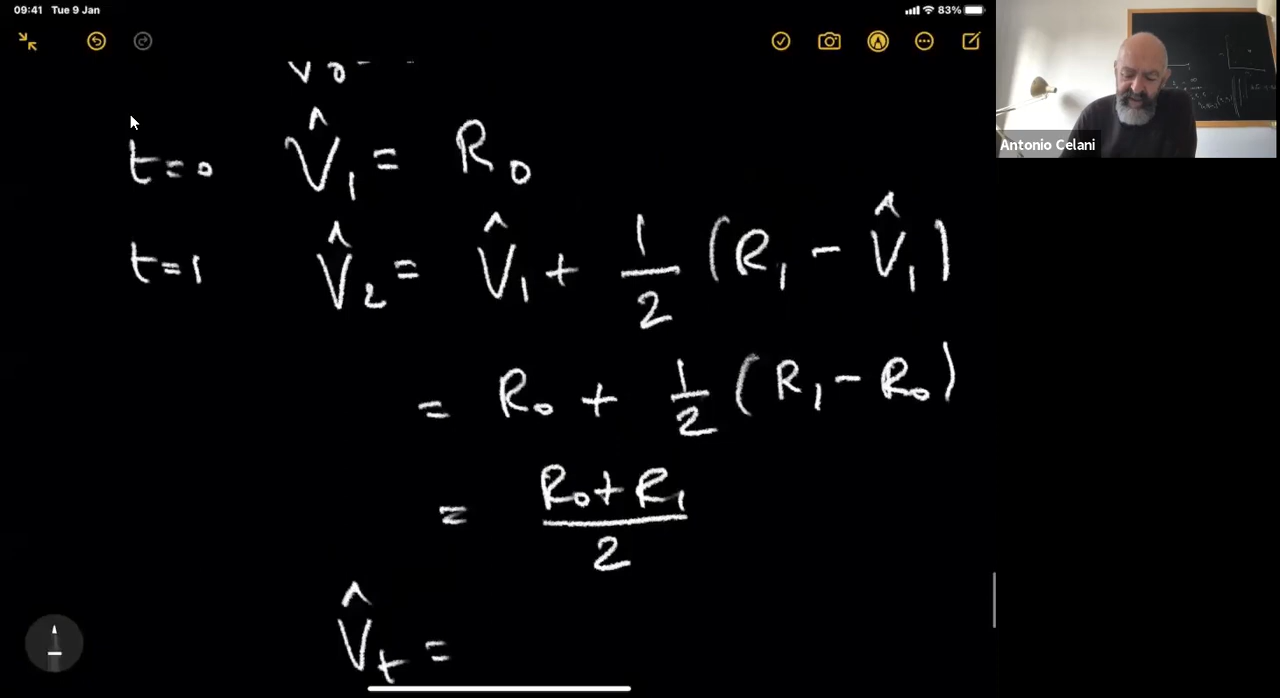 09:41 Tue 9 Jan 83%
Antonio Celani
t=0 V̂₁ = R₀
t=1 V̂₂ = V̂₁ + 1/2 (R₁ - V̂₁)
= R₀ + 1/2 (R₁ - R₀)
= (R₀+R₁)/2
V̂ₜ =